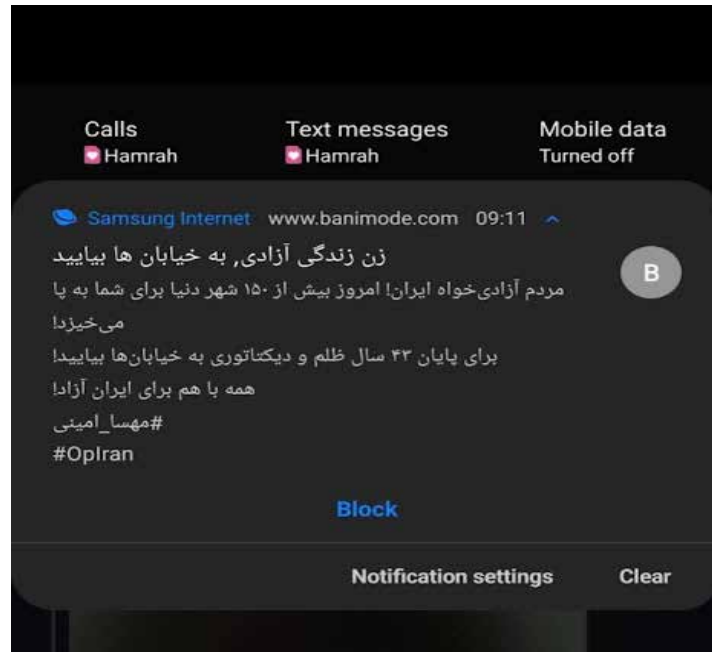 Calls Text messages Mobile data
Hamrah Hamrah Turned off
Samsung Internet www.banimode.com 09:11
زن زندگی آزادی, به خیابان ها بیایید
B
مردم آزادی‌خواه ایران! امروز بیش از ۱۵۰ شهر دنیا برای شما به پا
می‌خیزد!
برای پایان ۴۳ سال ظلم و دیکتاتوری به خیابان‌ها بیایید!
همه با هم برای ایران آزاد!
#مهسا_امینی
#OpIran
Block
Notification settings Clear